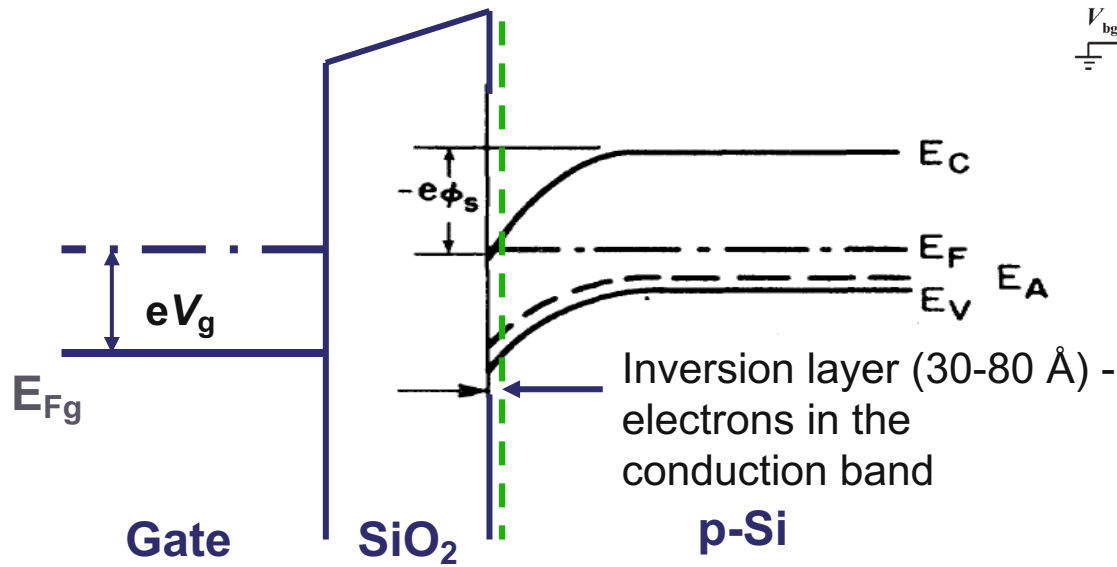 V_bg
E_C
-eϕ_s
E_F
E_A
E_V
eV_g
E_Fg
Inversion layer (30-80 Å) -
electrons in the
conduction band
Gate
SiO₂
p-Si